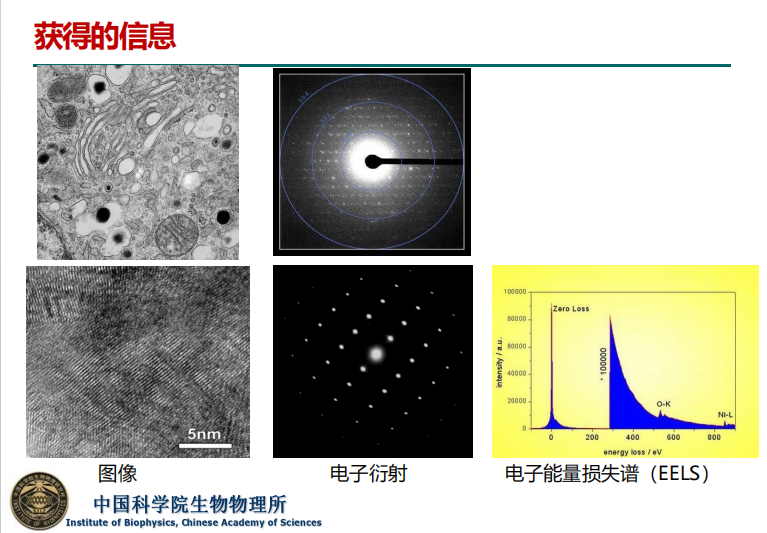 获得的信息
5nm
100000
80000
60000
40000
20000
0
intensity / a.u.
Zero Loss
* 100000
O-K
Ni-L
0 200 400 600 800
energy loss / eV
图像 电子衍射 电子能量损失谱（EELS）
中国科学院生物物理所
Institute of Biophysics, Chinese Academy of Sciences